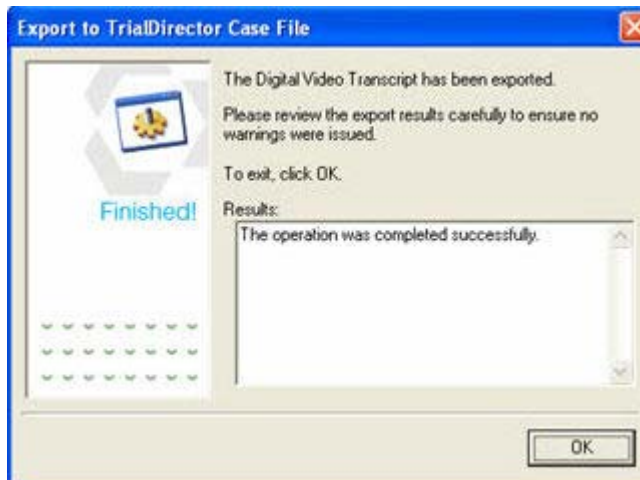 Export to TrialDirector Case File
The Digital Video Transcript has been exported.
Please review the export results carefully to ensure no
warnings were issued.
To exit, click OK.
Finished!
Results:
The operation was completed successfully.
OK